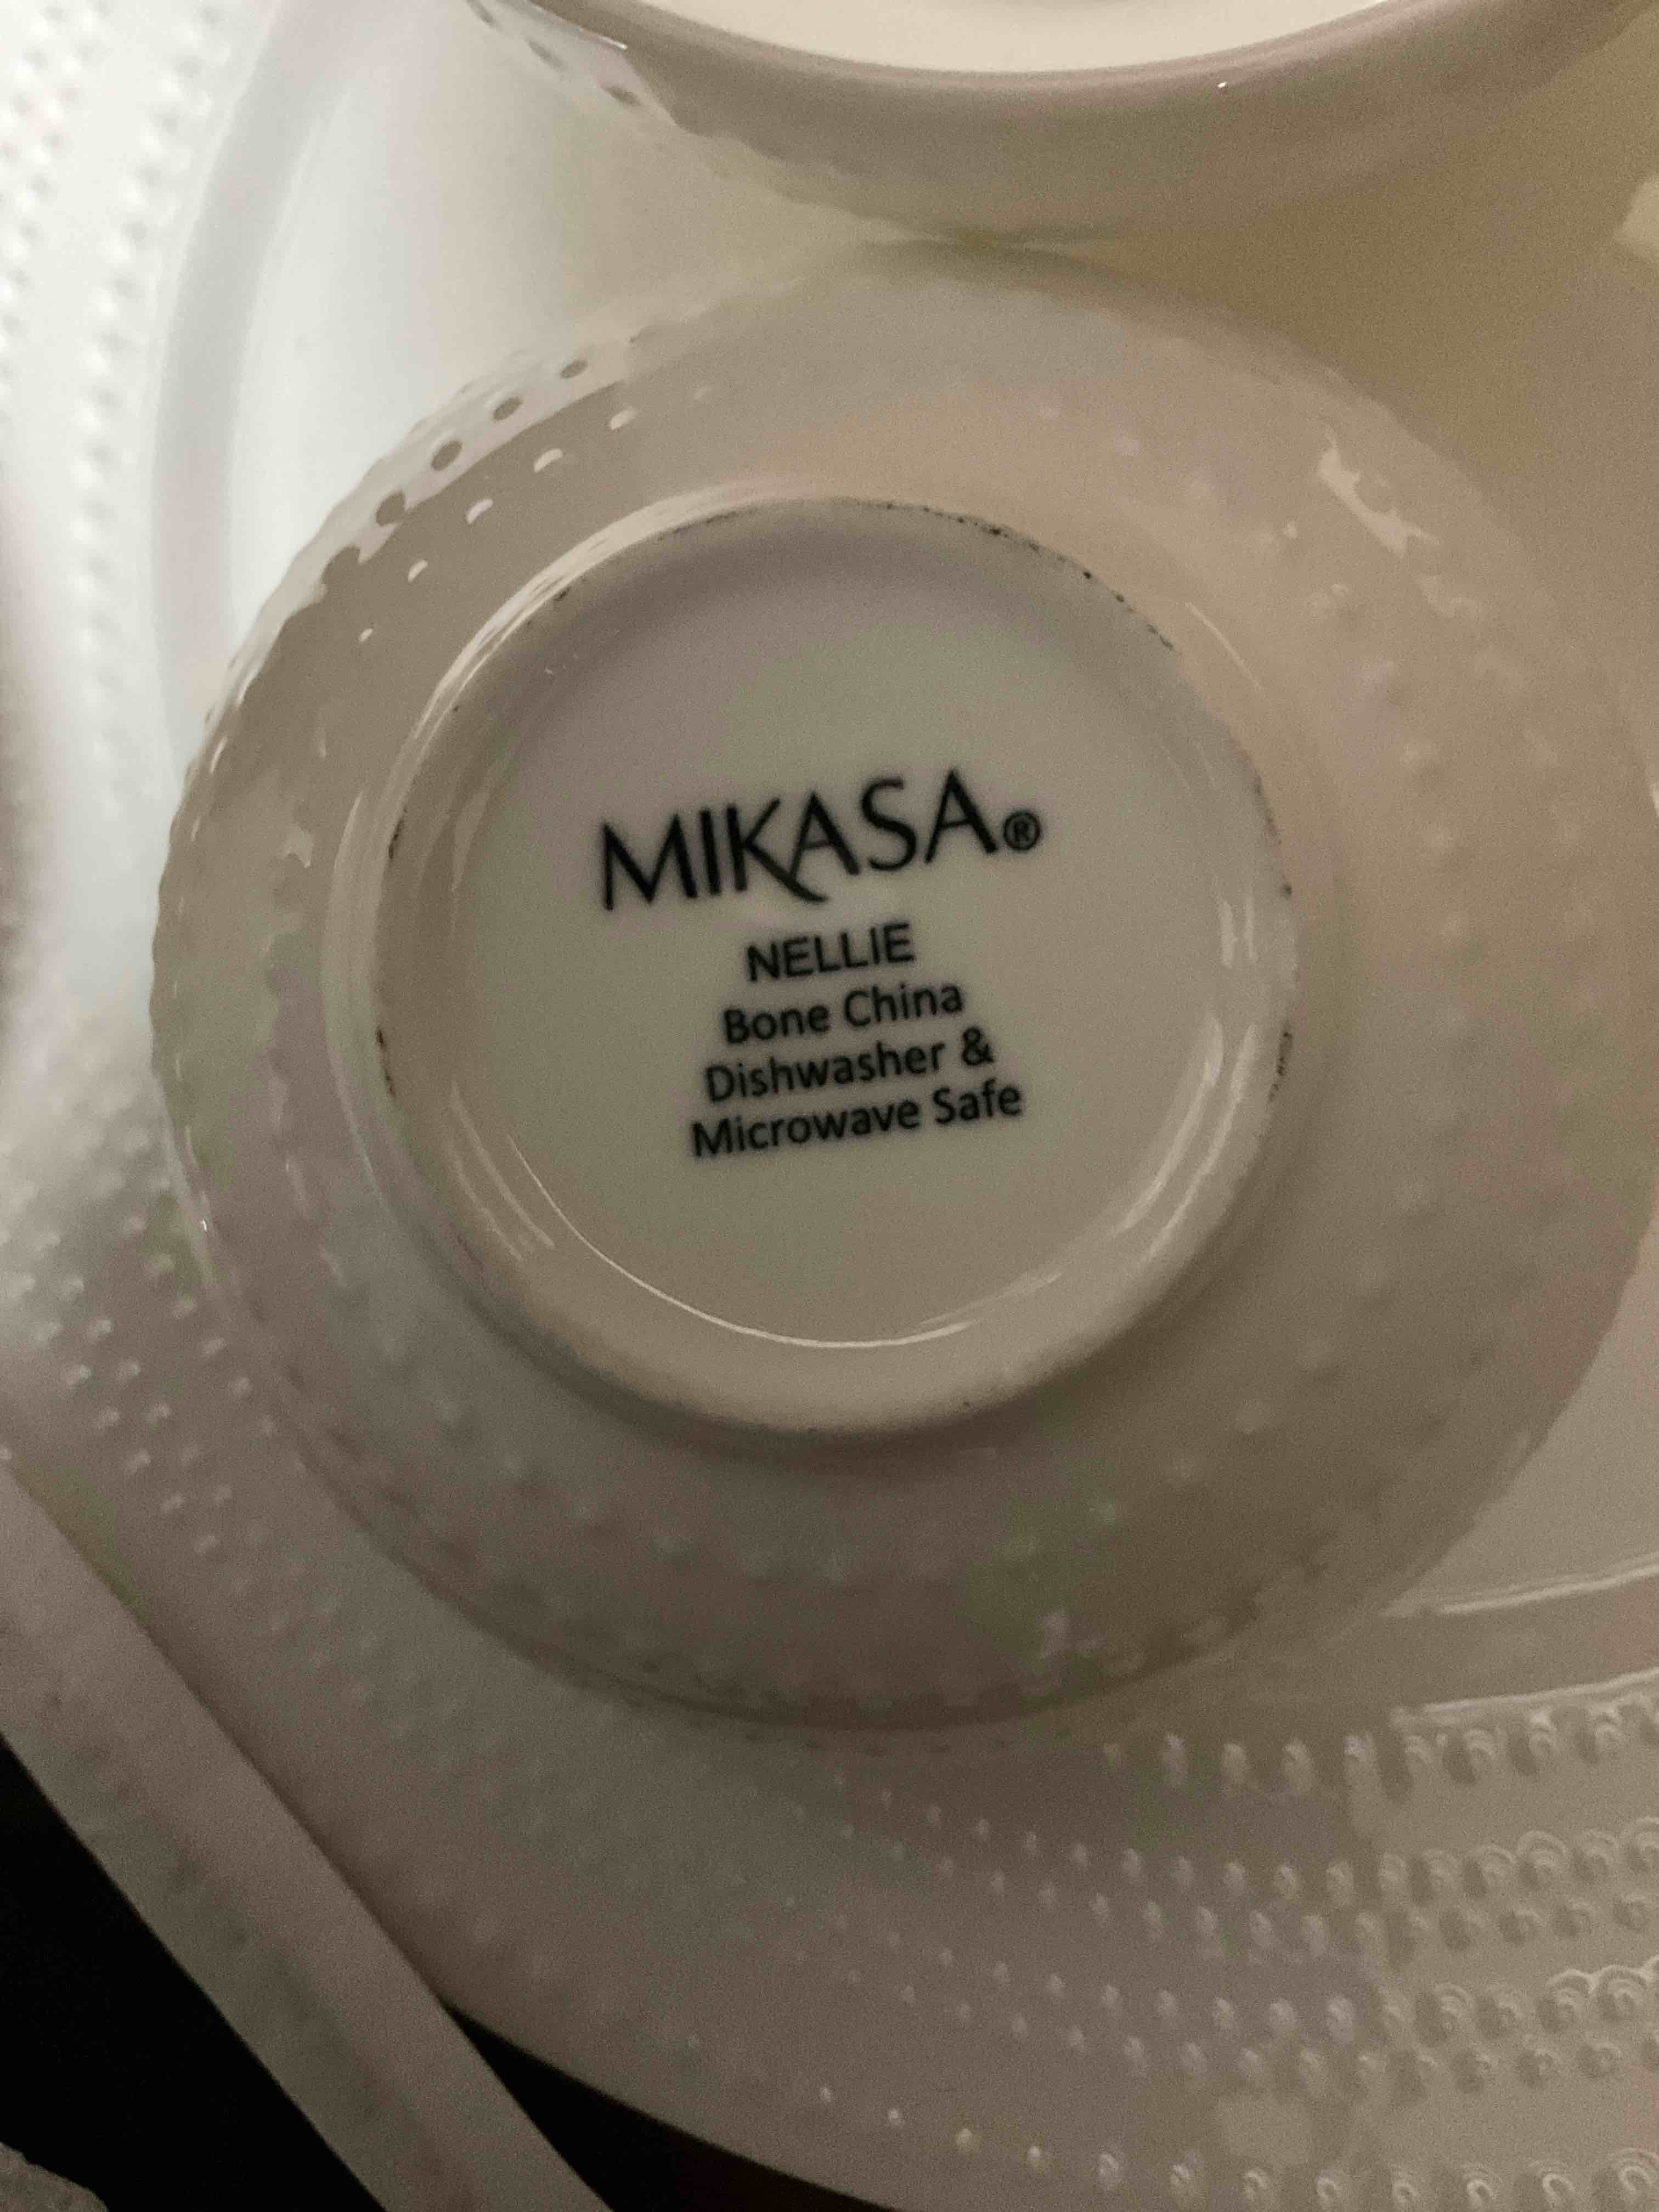 MIKASA®
NELLIE
Bone China
Dishwasher &
Microwave Safe